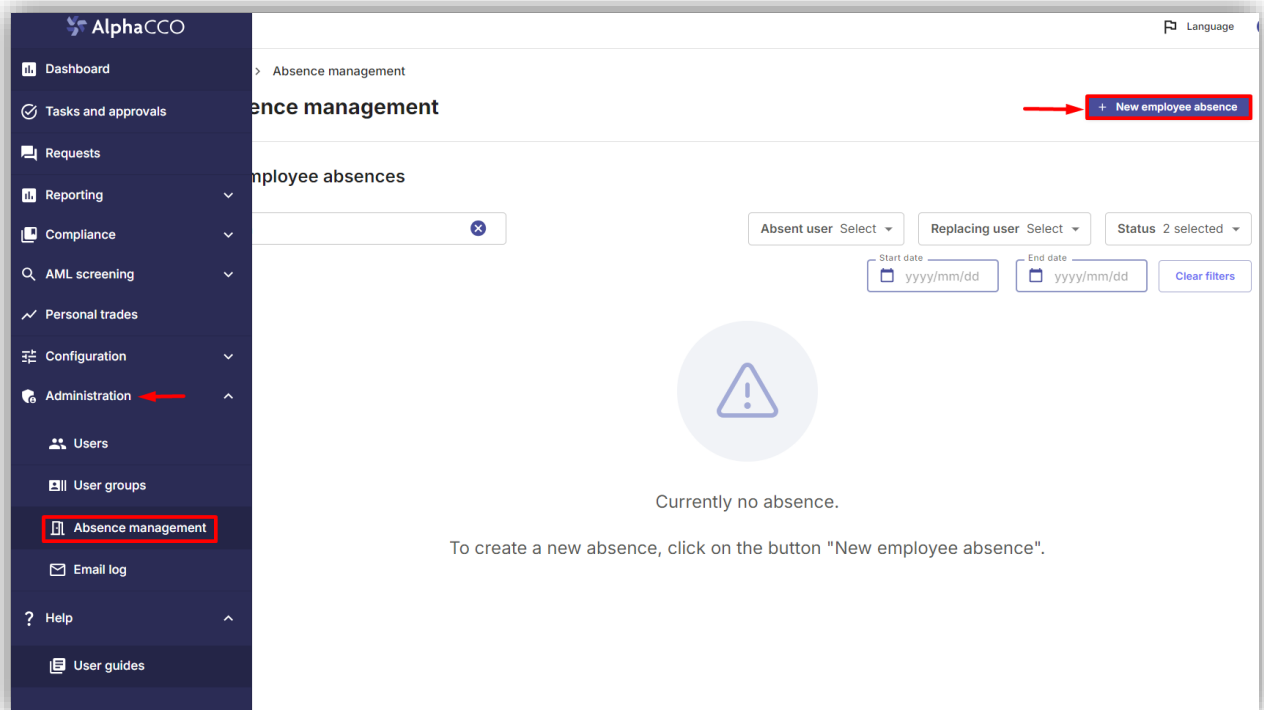 AlphaCCO
Language
Dashboard
> Absence management
Tasks and approvals
ence management
+ New employee absence
Requests
nployee absences
Reporting
Compliance
Absent user Select
Replacing user Select
Status 2 selected
AML screening
Start date
yyyy/mm/dd
End date
yyyy/mm/dd
Clear filters
Personal trades
Configuration
Administration
Users
User groups
Absence management
Email log
? Help
User guides
Currently no absence.
To create a new absence, click on the button "New employee absence".